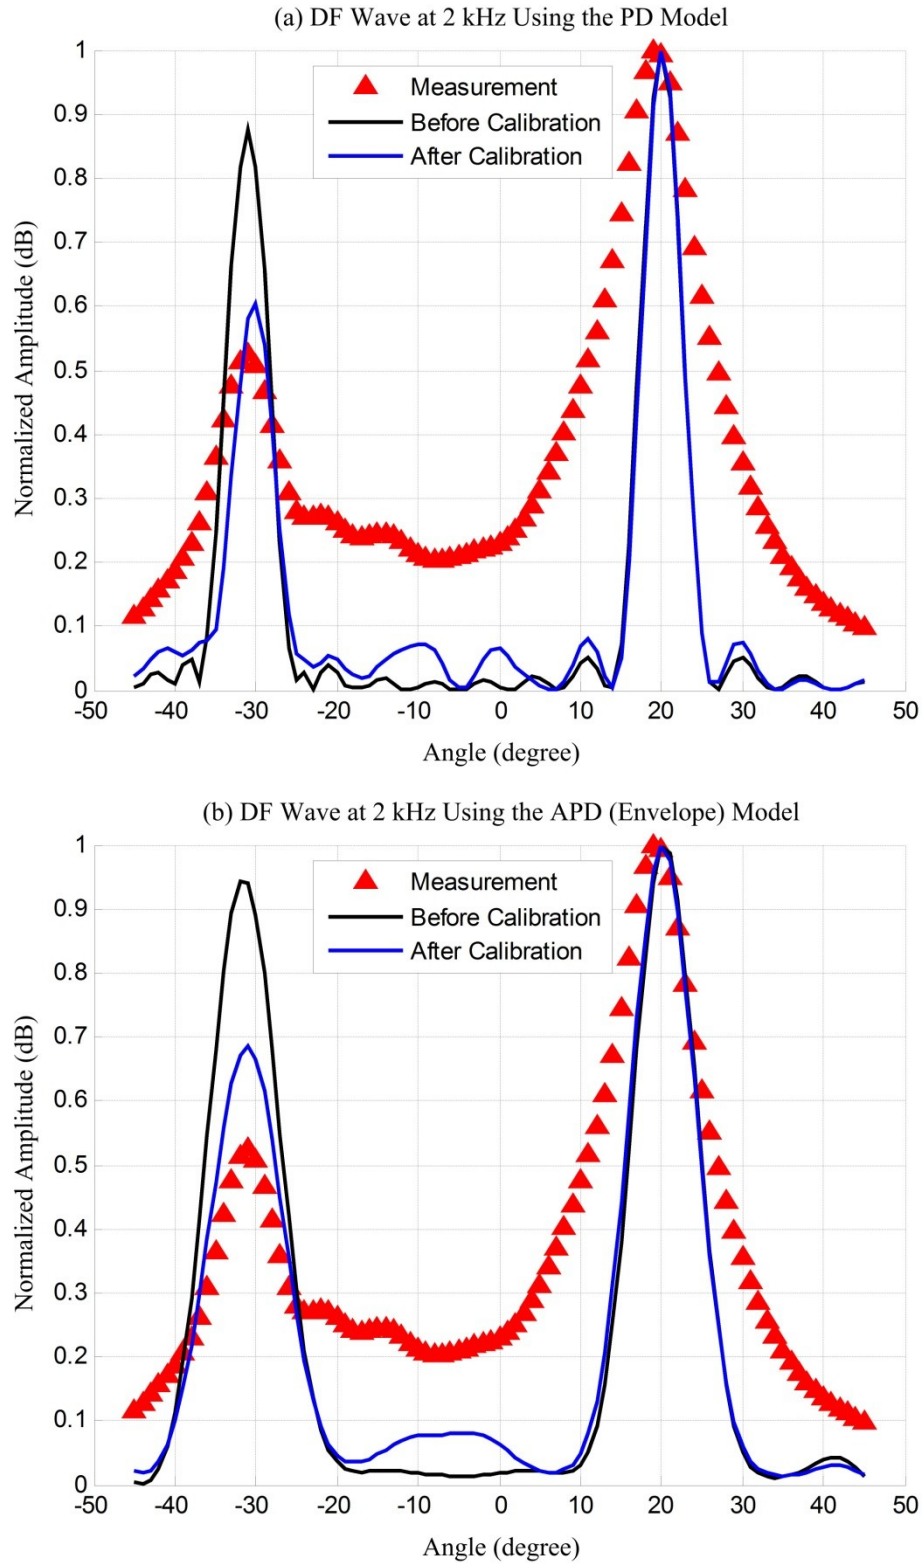 (a) DF Wave at 2 kHz Using the PD Model
Measurement
Before Calibration
After Calibration
Normalized Amplitude (dB)
1
0.9
0.8
0.7
0.6
0.5
0.4
0.3
0.2
0.1
0
-50 -40 -30 -20 -10 0 10 20 30 40 50
Angle (degree)
(b) DF Wave at 2 kHz Using the APD (Envelope) Model
Measurement
Before Calibration
After Calibration
Normalized Amplitude (dB)
1
0.9
0.8
0.7
0.6
0.5
0.4
0.3
0.2
0.1
0
-50 -40 -30 -20 -10 0 10 20 30 40 50
Angle (degree)